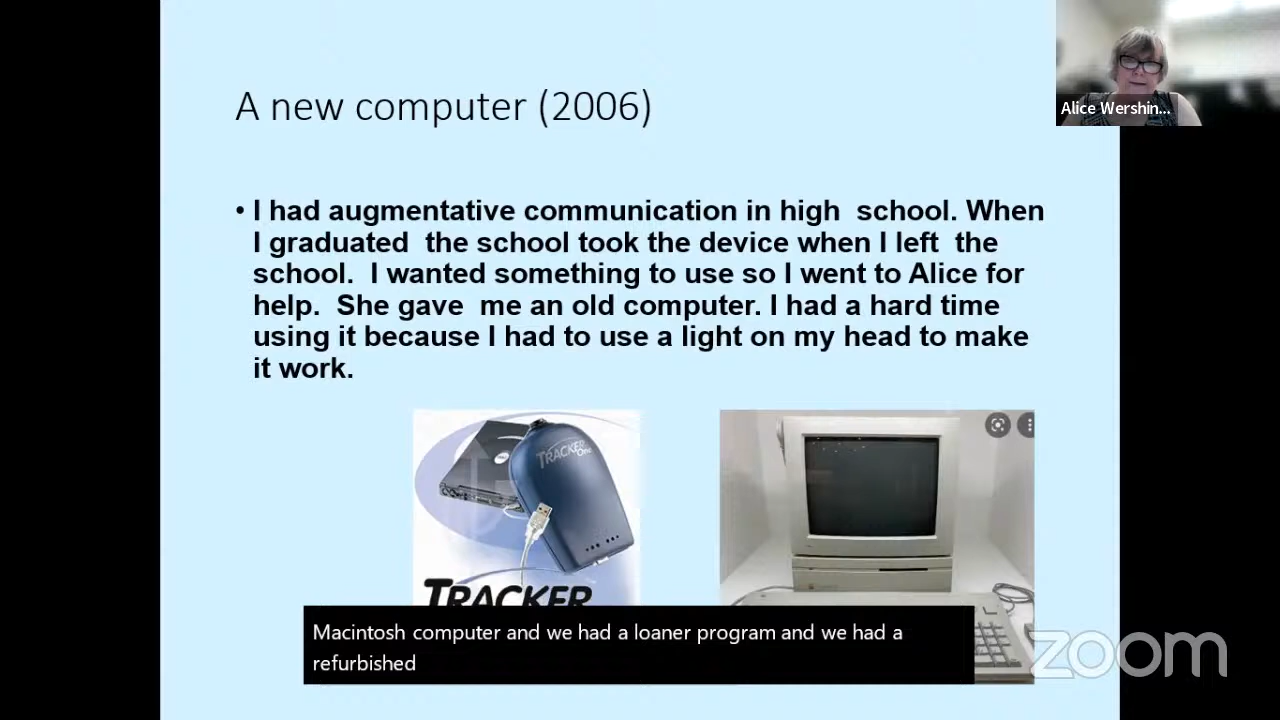 A new computer (2006)
Alice Wershin...
• I had augmentative communication in high  school. When
I graduated  the school took the device when I left  the
school.  I wanted something to use so I went to Alice for
help.  She gave  me an old computer. I had a hard time
using it because I had to use a light on my head to make
it work.
TRACKER
One
TRACKER
Macintosh computer and we had a loaner program and we had a
refurbished
zoom